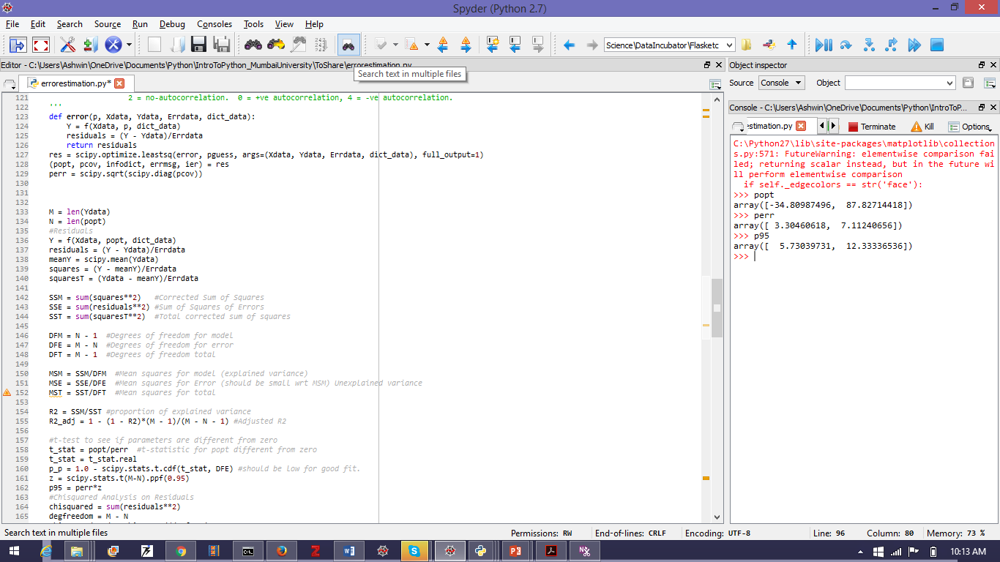 Spyder (Python 2.7)
File Edit Search Source Run Debug Consoles Tools View Help
Science\DataIncubator\Flasketc
Editor - C:\Users\Ashwin\OneDrive\Documents\Python\IntroToPython_MumbaiUniversity\ToShare\errorestimation.py
Search text in multiple files
errorestimation.py*
121 2 = no-autocorrelation. 0 = +ve autocorrelation, 4 = -ve autocorrelation.
122 '''
123 def error(p, Xdata, Ydata, Errdata, dict_data):
124 Y = f(Xdata, p, dict_data)
125 residuals = (Y - Ydata)/Errdata
126 return residuals
127 res = scipy.optimize.leastsq(error, pguess, args=(Xdata, Ydata, Errdata, dict_data), full_output=1)
128 (popt, pcov, infodict, errmsg, ier) = res
129 perr = scipy.sqrt(scipy.diag(pcov))
130
131
132
133 M = len(Ydata)
134 N = len(popt)
135 #Residuals
136 Y = f(Xdata, popt, dict_data)
137 residuals = (Y - Ydata)/Errdata
138 meanY = scipy.mean(Ydata)
139 squares = (Y - meanY)/Errdata
140 squaresT = (Ydata - meanY)/Errdata
141
142 SSM = sum(squares**2) #Corrected Sum of Squares
143 SSE = sum(residuals**2) #Sum of Squares of Errors
144 SST = sum(squaresT**2) #Total corrected sum of squares
145
146 DFM = N - 1 #Degrees of freedom for model
147 DFE = M - N #Degrees of freedom for error
148 DFT = M - 1 #Degrees of freedom total
149
150 MSM = SSM/DFM #Mean squares for model (explained variance)
151 MSE = SSE/DFE #Mean squares for Error (should be small wrt MSM) Unexplained variance
152 MST = SST/DFT #Mean squares for total
153
154 R2 = SSM/SST #proportion of explained variance
155 R2_adj = 1 - (1 - R2)*(M - 1)/(M - N - 1) #Adjusted R2
156
157 #t-test to see if parameters are different from zero
158 t_stat = popt/perr #t-statistic for popt different from zero
159 t_stat = t_stat.real
160 p_p = 1.0 - scipy.stats.t.cdf(t_stat, DFE) #should be low for good fit.
161 z = scipy.stats.t(M-N).ppf(0.95)
162 p95 = perr*z
163 #Chisquared Analysis on Residuals
164 chisquared = sum(residuals**2)
165 degfreedom = M - N
Object inspector
Source Console Object
Console - C:\Users\Ashwin\OneDrive\Documents\Python\IntroToP...
:stimation.py Terminate Kill Options
C:\Python27\lib\site-packages\matplotlib\collection
s.py:571: FutureWarning: elementwise comparison fai
led; returning scalar instead, but in the future wi
ll perform elementwise comparison
if self._edgecolors == str('face'):
>>> popt
array([-34.80987496, 87.82714418])
>>> perr
array([ 3.30460618, 7.11240656])
>>> p95
array([ 5.73039731, 12.33336536])
>>>
Search text in multiple files Permissions: RW End-of-lines: CRLF Encoding: UTF-8 Line: 96 Column: 80 Memory: 73 %
10:13 AM